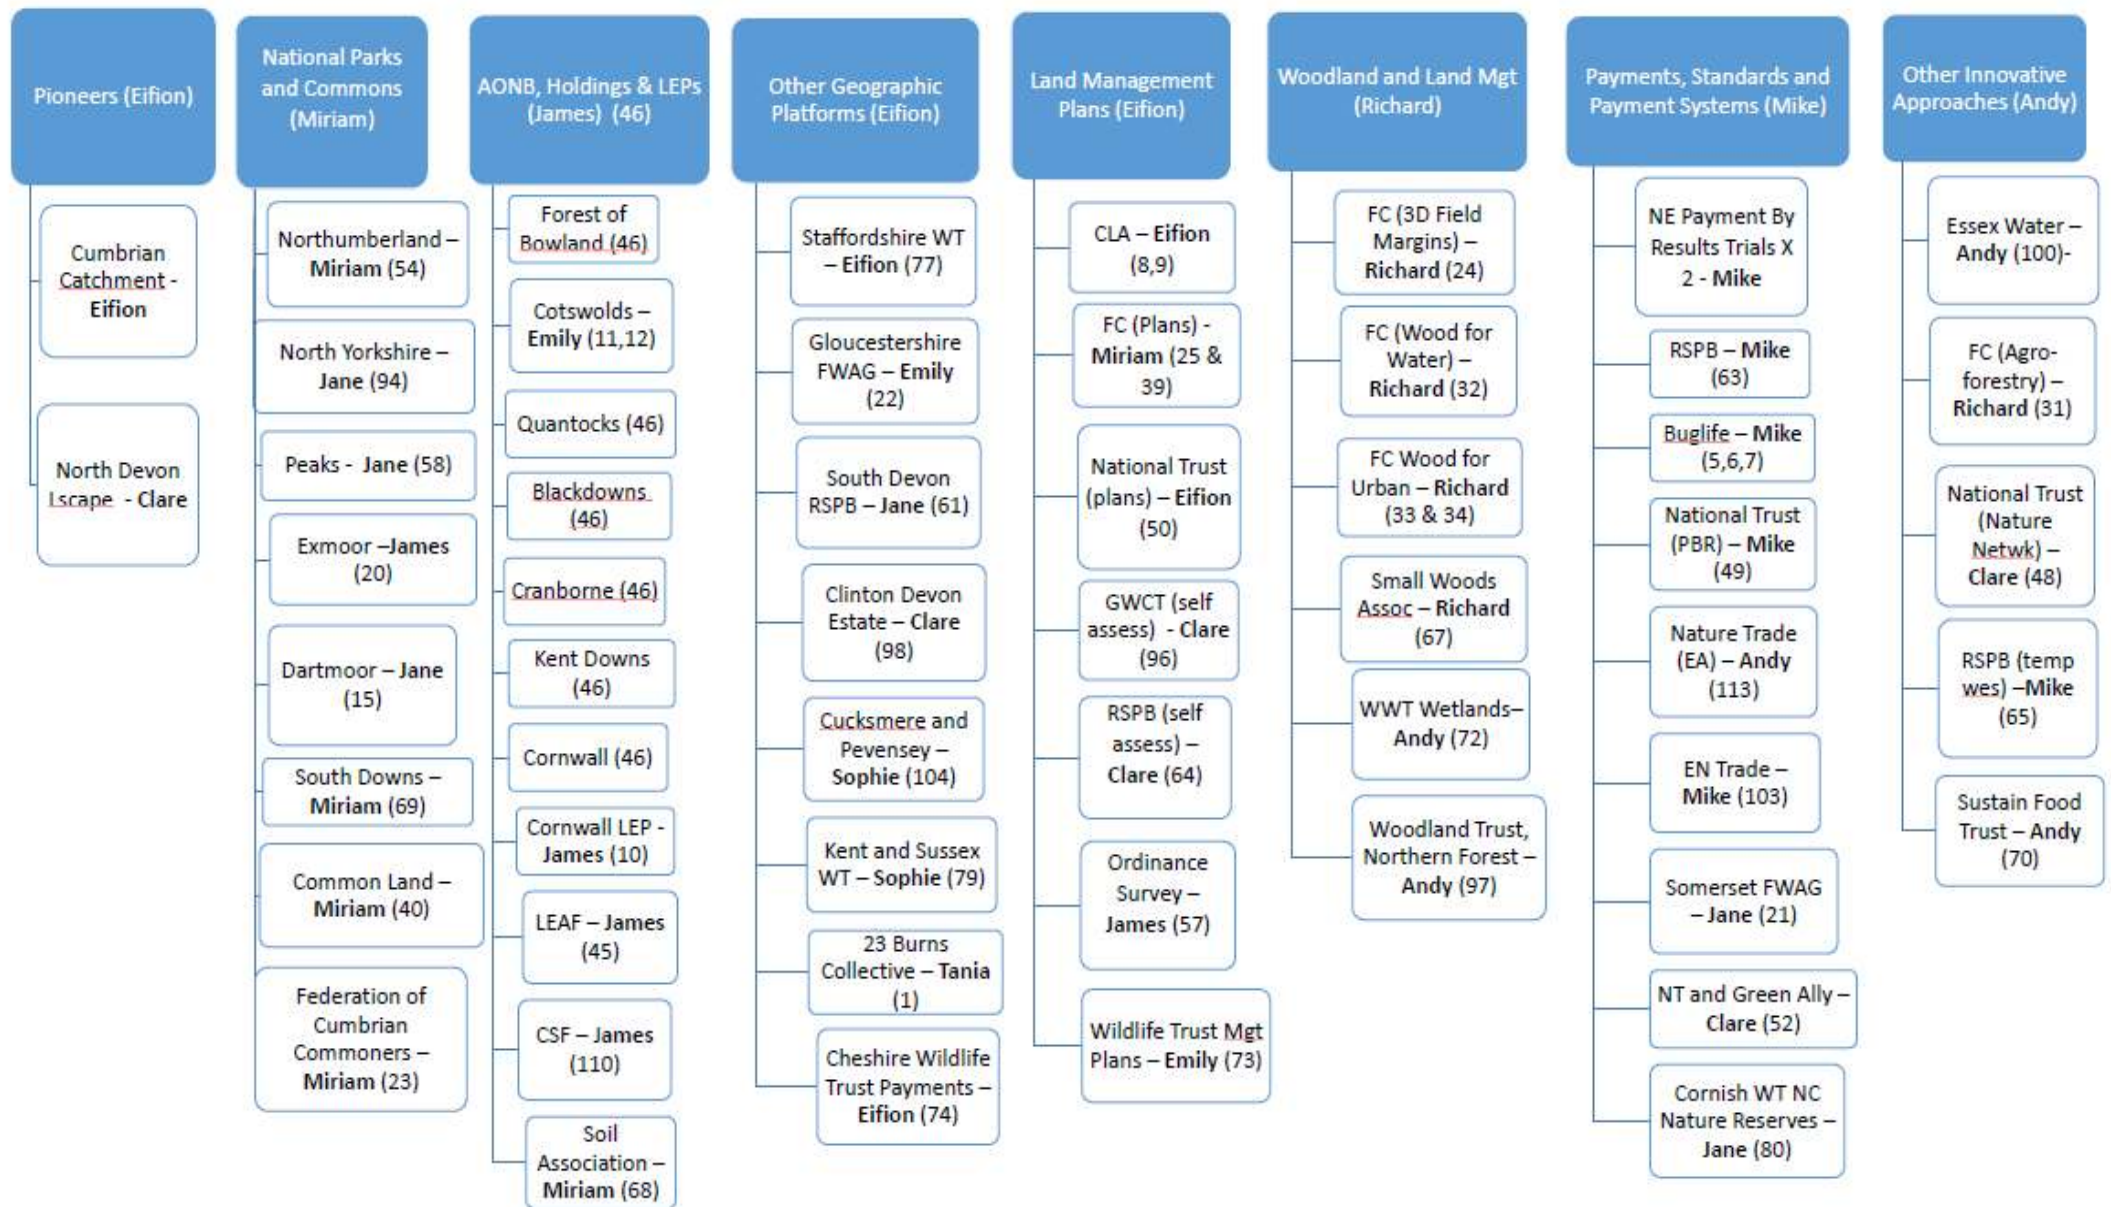 Pioneers (Eifion)
Cumbrian
Catchment -
Eifion
North Devon
Lscape - Clare
National Parks
and Commons
(Miriam)
Northumberland –
Miriam (54)
North Yorkshire –
Jane (94)
Peaks - Jane (58)
Exmoor –James
(20)
Dartmoor – Jane
(15)
South Downs –
Miriam (69)
Common Land –
Miriam (40)
Federation of
Cumbrian
Commoners –
Miriam (23)
AONB, Holdings & LEPs
(James) (46)
Forest of
Bowland (46)
Cotswolds –
Emily (11,12)
Quantocks (46)
Blackdowns
(46)
Cranborne (46)
Kent Downs
(46)
Cornwall (46)
Cornwall LEP -
James (10)
LEAF – James
(45)
CSF – James
(110)
Soil
Association –
Miriam (68)
Other Geographic
Platforms (Eifion)
Staffordshire WT
– Eifion (77)
Gloucestershire
FWAG – Emily
(22)
South Devon
RSPB – Jane (61)
Clinton Devon
Estate – Clare
(98)
Cucksmere and
Pevensey –
Sophie (104)
Kent and Sussex
WT – Sophie (79)
23 Burns
Collective – Tania
(1)
Cheshire Wildlife
Trust Payments –
Eifion (74)
Land Management
Plans (Eifion)
CLA – Eifion
(8,9)
FC (Plans) -
Miriam (25 &
39)
National Trust
(plans) – Eifion
(50)
GWCT (self
assess) - Clare
(96)
RSPB (self
assess) –
Clare (64)
Ordinance
Survey –
James (57)
Wildlife Trust Mgt
Plans – Emily (73)
Woodland and Land Mgt
(Richard)
FC (3D Field
Margins) –
Richard (24)
FC (Wood for
Water) –
Richard (32)
FC Wood for
Urban – Richard
(33 & 34)
Small Woods
Assoc – Richard
(67)
WWT Wetlands–
Andy (72)
Woodland Trust,
Northern Forest –
Andy (97)
Payments, Standards and
Payment Systems (Mike)
NE Payment By
Results Trials X
2 - Mike
RSPB – Mike
(63)
Buglife – Mike
(5,6,7)
National Trust
(PBR) – Mike
(49)
Nature Trade
(EA) – Andy
(113)
EN Trade –
Mike (103)
Somerset FWAG
– Jane (21)
NT and Green Ally –
Clare (52)
Cornish WT NC
Nature Reserves –
Jane (80)
Other Innovative
Approaches (Andy)
Essex Water –
Andy (100)-
FC (Agro-
forestry) –
Richard (31)
National Trust
(Nature
Netwk) –
Clare (48)
RSPB (temp
wes) –Mike
(65)
Sustain Food
Trust – Andy
(70)